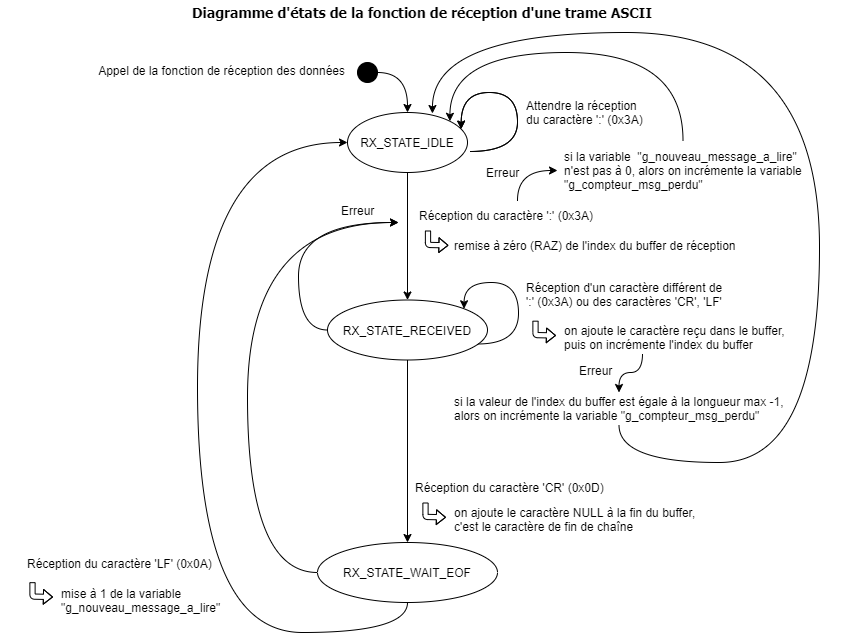 Diagramme d'états de la fonction de réception d'une trame ASCII
Appel de la fonction de réception des données
Attendre la réception
du caractère ':' (0x3A)
RX_STATE_IDLE
si la variable "g_nouveau_message_a_lire"
n'est pas à 0, alors on incrémente la variable
"g_compteur_msg_perdu"
Erreur
Erreur
Réception du caractère ':' (0x3A)
remise à zéro (RAZ) de l'index du buffer de réception
Réception d'un caractère différent de
':' (0x3A) ou des caractères 'CR', 'LF'
RX_STATE_RECEIVED
on ajoute le caractère reçu dans le buffer,
puis on incrémente l'index du buffer
Erreur
si la valeur de l'index du buffer est égale à la longueur max -1,
alors on incrémente la variable "g_compteur_msg_perdu"
Réception du caractère 'CR' (0x0D)
on ajoute le caractère NULL à la fin du buffer,
c'est le caractère de fin de chaîne
Réception du caractère 'LF' (0x0A)
RX_STATE_WAIT_EOF
mise à 1 de la variable
"g_nouveau_message_a_lire"